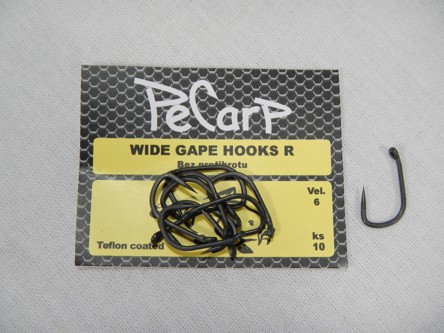 PeCarP
WIDE GAPE HOOKS R
Bez protihrotu
Vel.
6
Teflon coated
ks
10